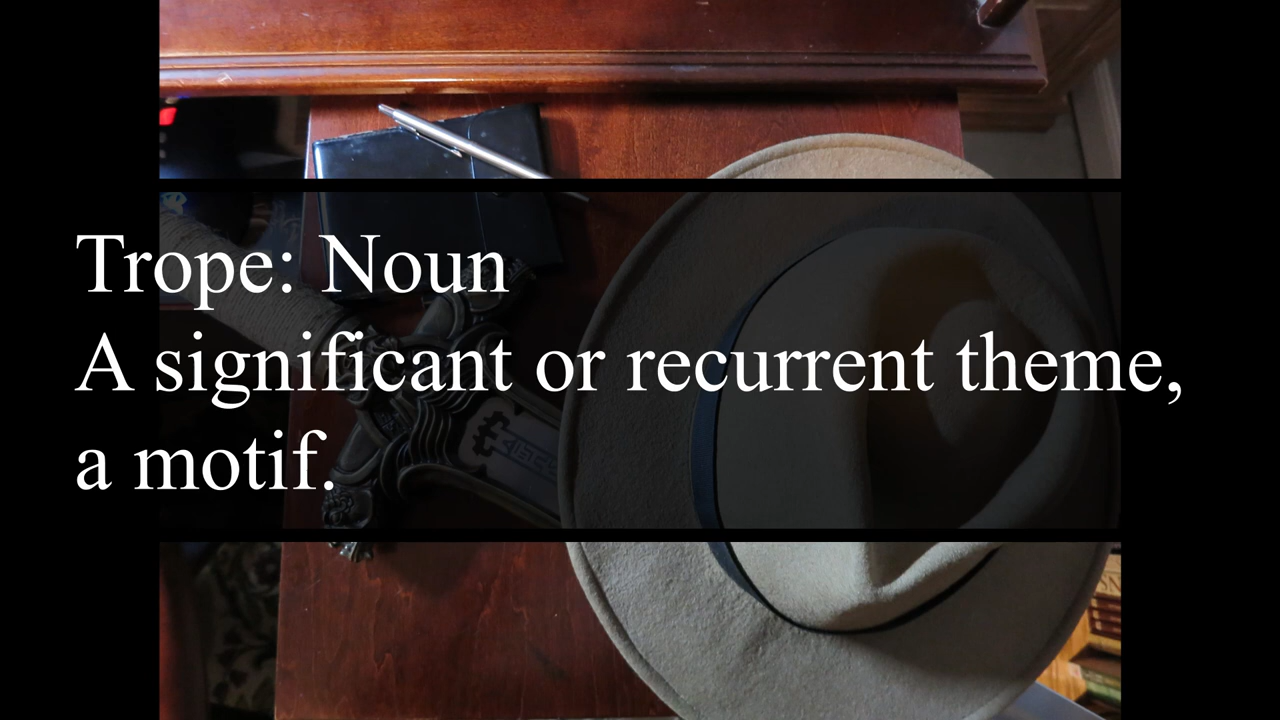 Trope: Noun
A significant or recurrent theme,
a motif.